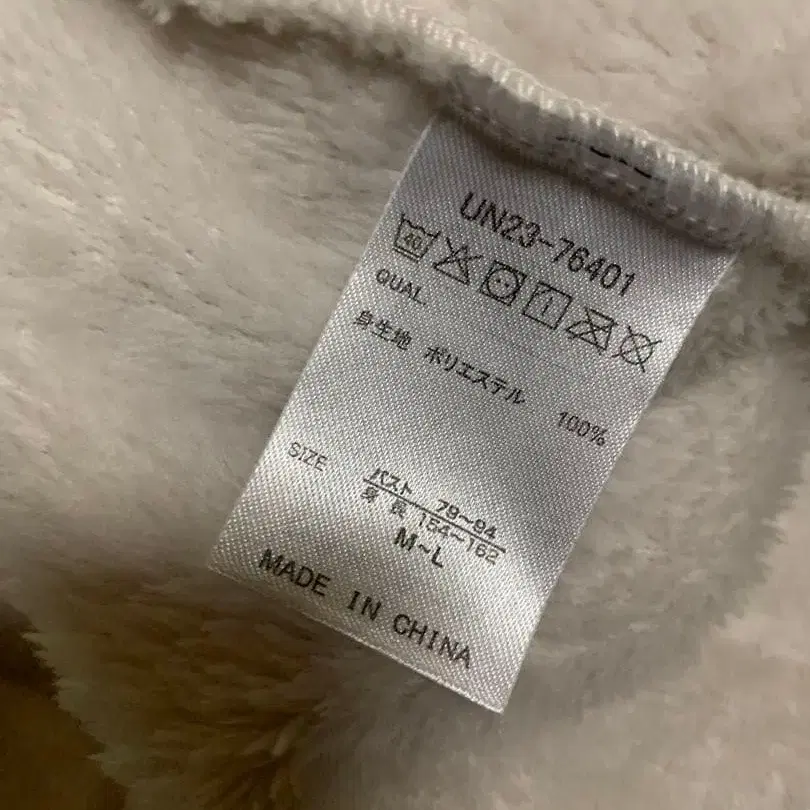 UN23-76401
40
QUAL.
身生地 ポリエステル 100%
SIZE バスト 79~94
身 長 154~162
M~L
MADE IN CHINA